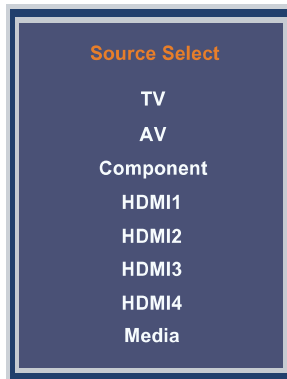 Source Select
TV
AV
Component
HDMI1
HDMI2
HDMI3
HDMI4
Media